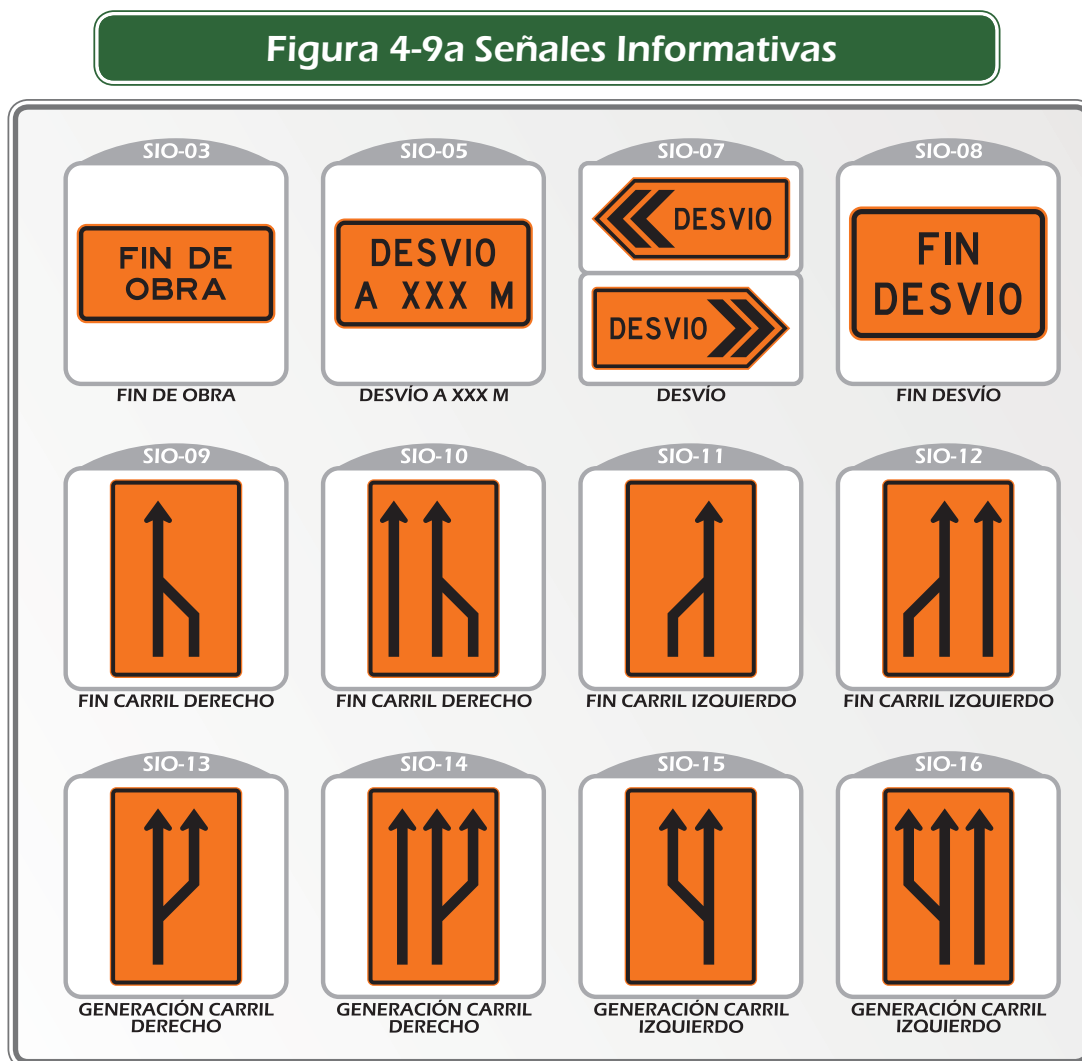 Figura 4-9a Señales Informativas
SIO-03
FIN DE
OBRA
FIN DE OBRA
SIO-05
DESVIO
A XXX M
DESVÍO A XXX M
SIO-07
DESVIO
DESVIO
DESVÍO
SIO-08
FIN
DESVIO
FIN DESVÍO
SIO-09
FIN CARRIL DERECHO
SIO-10
FIN CARRIL DERECHO
SIO-11
FIN CARRIL IZQUIERDO
SIO-12
FIN CARRIL IZQUIERDO
SIO-13
GENERACIÓN CARRIL
DERECHO
SIO-14
GENERACIÓN CARRIL
DERECHO
SIO-15
GENERACIÓN CARRIL
IZQUIERDO
SIO-16
GENERACIÓN CARRIL
IZQUIERDO